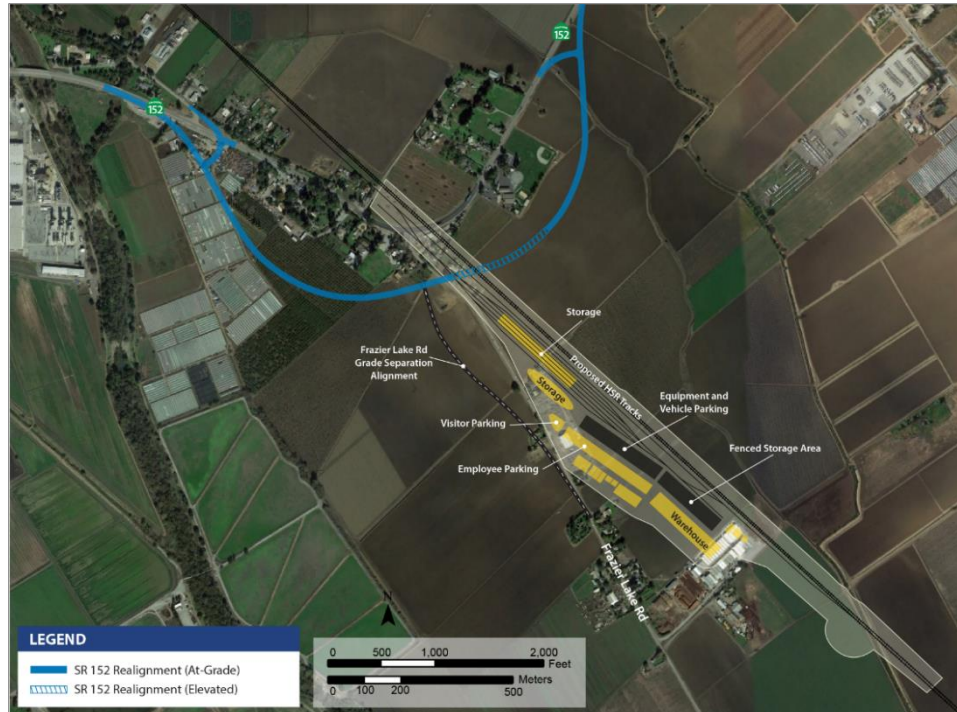 152
152
Storage
Proposed HSR Tracks
Frazier Lake Rd
Grade Separation
Alignment
Storage
Equipment and
Vehicle Parking
Visitor Parking
Fenced Storage Area
Employee Parking
Warehouse
Frazier Lake Rd
N
LEGEND
SR 152 Realignment (At-Grade)
SR 152 Realignment (Elevated)
0 500 1,000 2,000
Feet
Meters
0 100 200 500